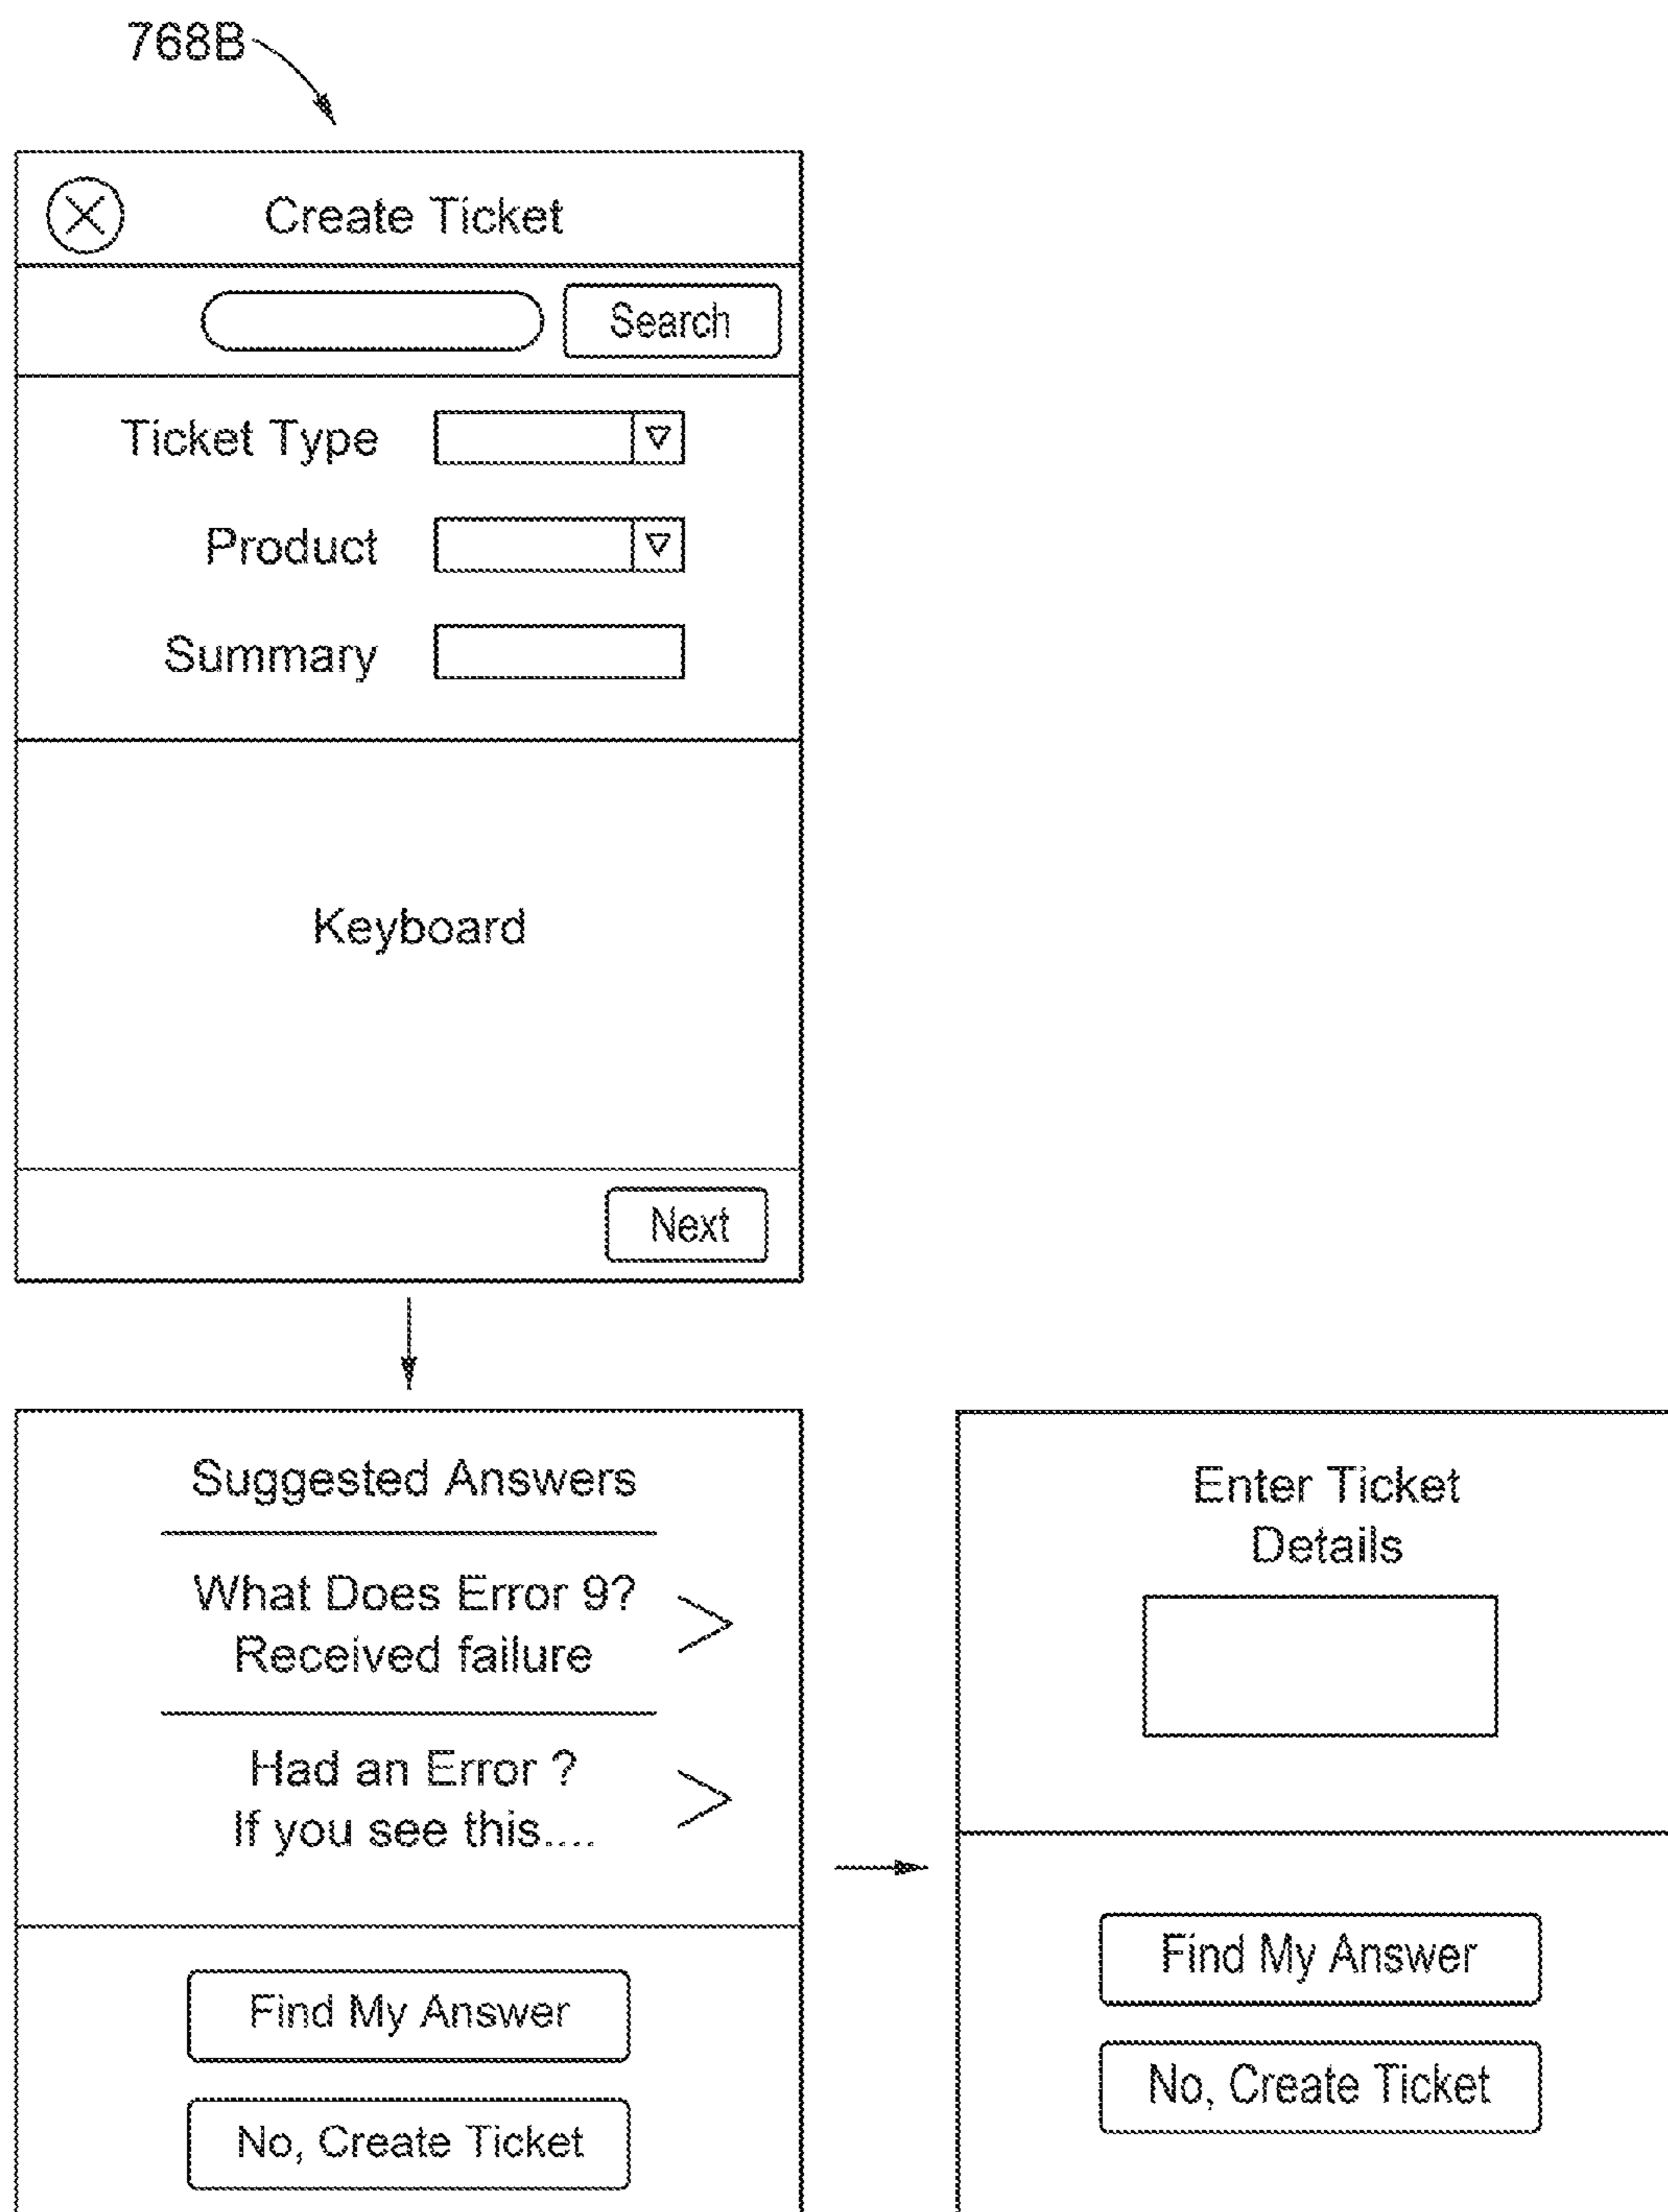 768B
Create Ticket
Search
Ticket Type
Product
Summary
Keyboard
Next
Suggested Answers
What Does Error 9?
Received failure
Had an Error ?
If you see this....
Find My Answer
No, Create Ticket
Enter Ticket
Details
Find My Answer
No, Create Ticket